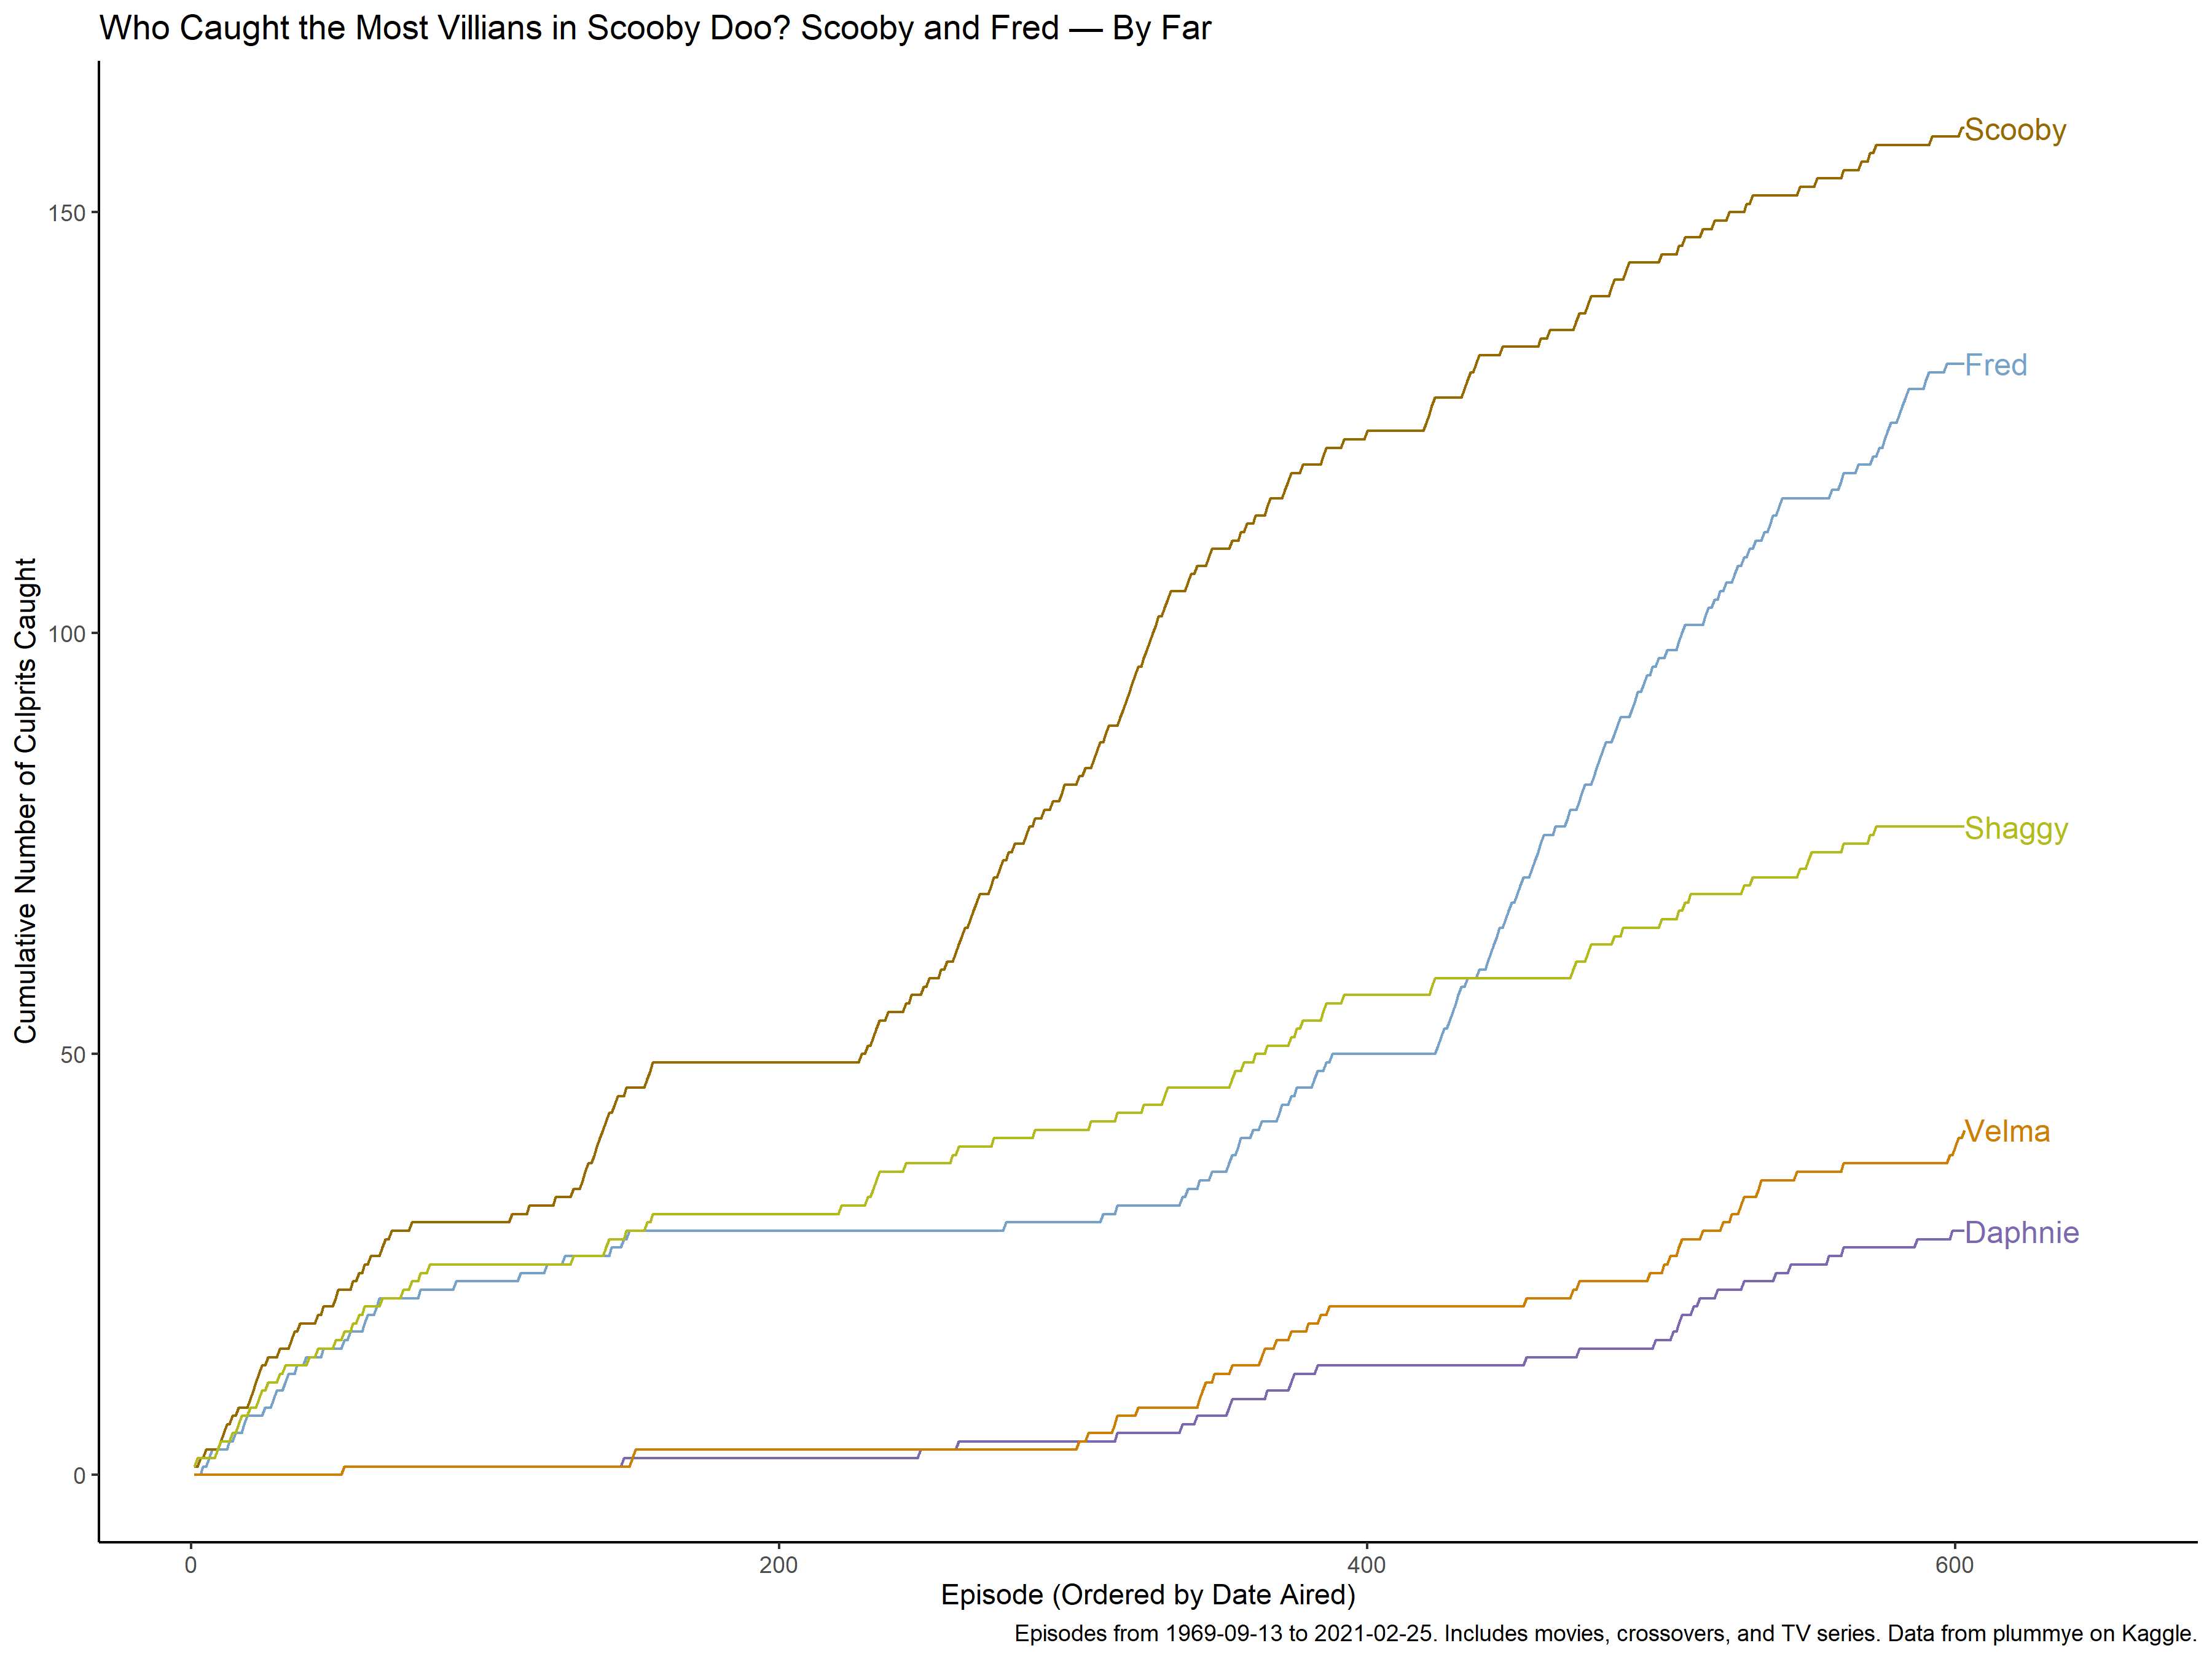 Who Caught the Most Villians in Scooby Doo? Scooby and Fred — By Far
Cumulative Number of Culprits Caught
150
100
50
0
Scooby
Fred
Shaggy
Velma
Daphnie
0 200 400 600
Episode (Ordered by Date Aired)
Episodes from 1969-09-13 to 2021-02-25. Includes movies, crossovers, and TV series. Data from plummye on Kaggle.